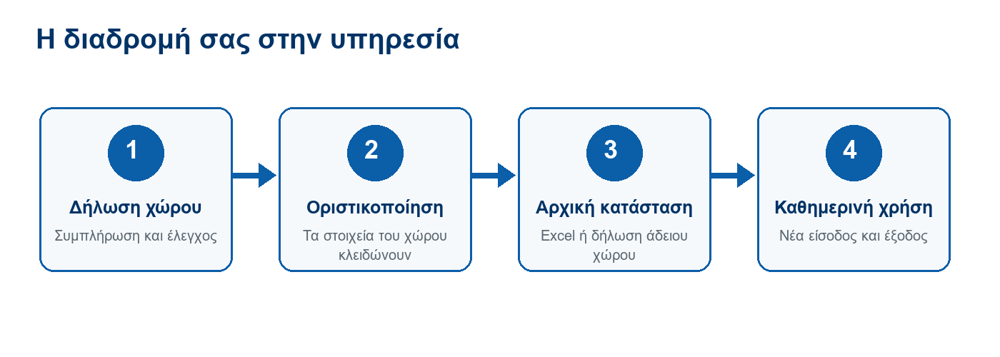 Η διαδρομή σας στην υπηρεσία
1
Δήλωση χώρου
Συμπλήρωση και έλεγχος
2
Οριστικοποίηση
Τα στοιχεία του χώρου
κλειδώνουν
3
Αρχική κατάσταση
Excel ή δήλωση άδειου
χώρου
4
Καθημερινή χρήση
Νέα είσοδος και έξοδος